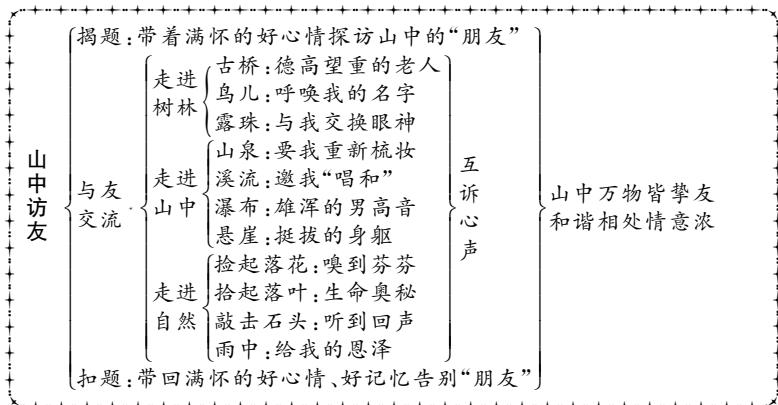 山中访友
揭题:带着满怀的好心情探访山中的“朋友”
与友
交流
走进
树林
古桥:德高望重的老人
鸟儿:呼唤我的名字
露珠:与我交换眼神
走进
山中
山泉:要我重新梳妆
溪流:邀我“唱和”
瀑布:雄浑的男高音
悬崖:挺拔的身躯
走进
自然
捡起落花:嗅到芬芬
拾起落叶:生命奥秘
敲击石头:听到回声
雨中:给我的恩泽
互诉心声
扣题:带回满怀的好心情、好记忆告别“朋友”
山中万物皆挚友
和谐相处情意浓